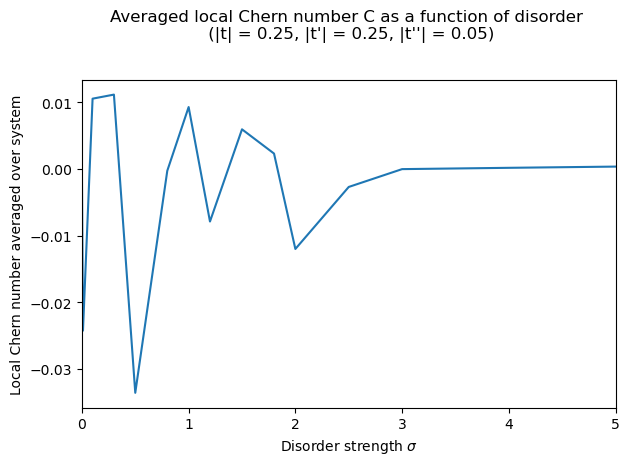 Averaged local Chern number C as a function of disorder
(|t| = 0.25, |t'| = 0.25, |t''| = 0.05)
Local Chern number averaged over system
0.01
0.00
−0.01
−0.02
−0.03
0 1 2 3 4 5
Disorder strength σ